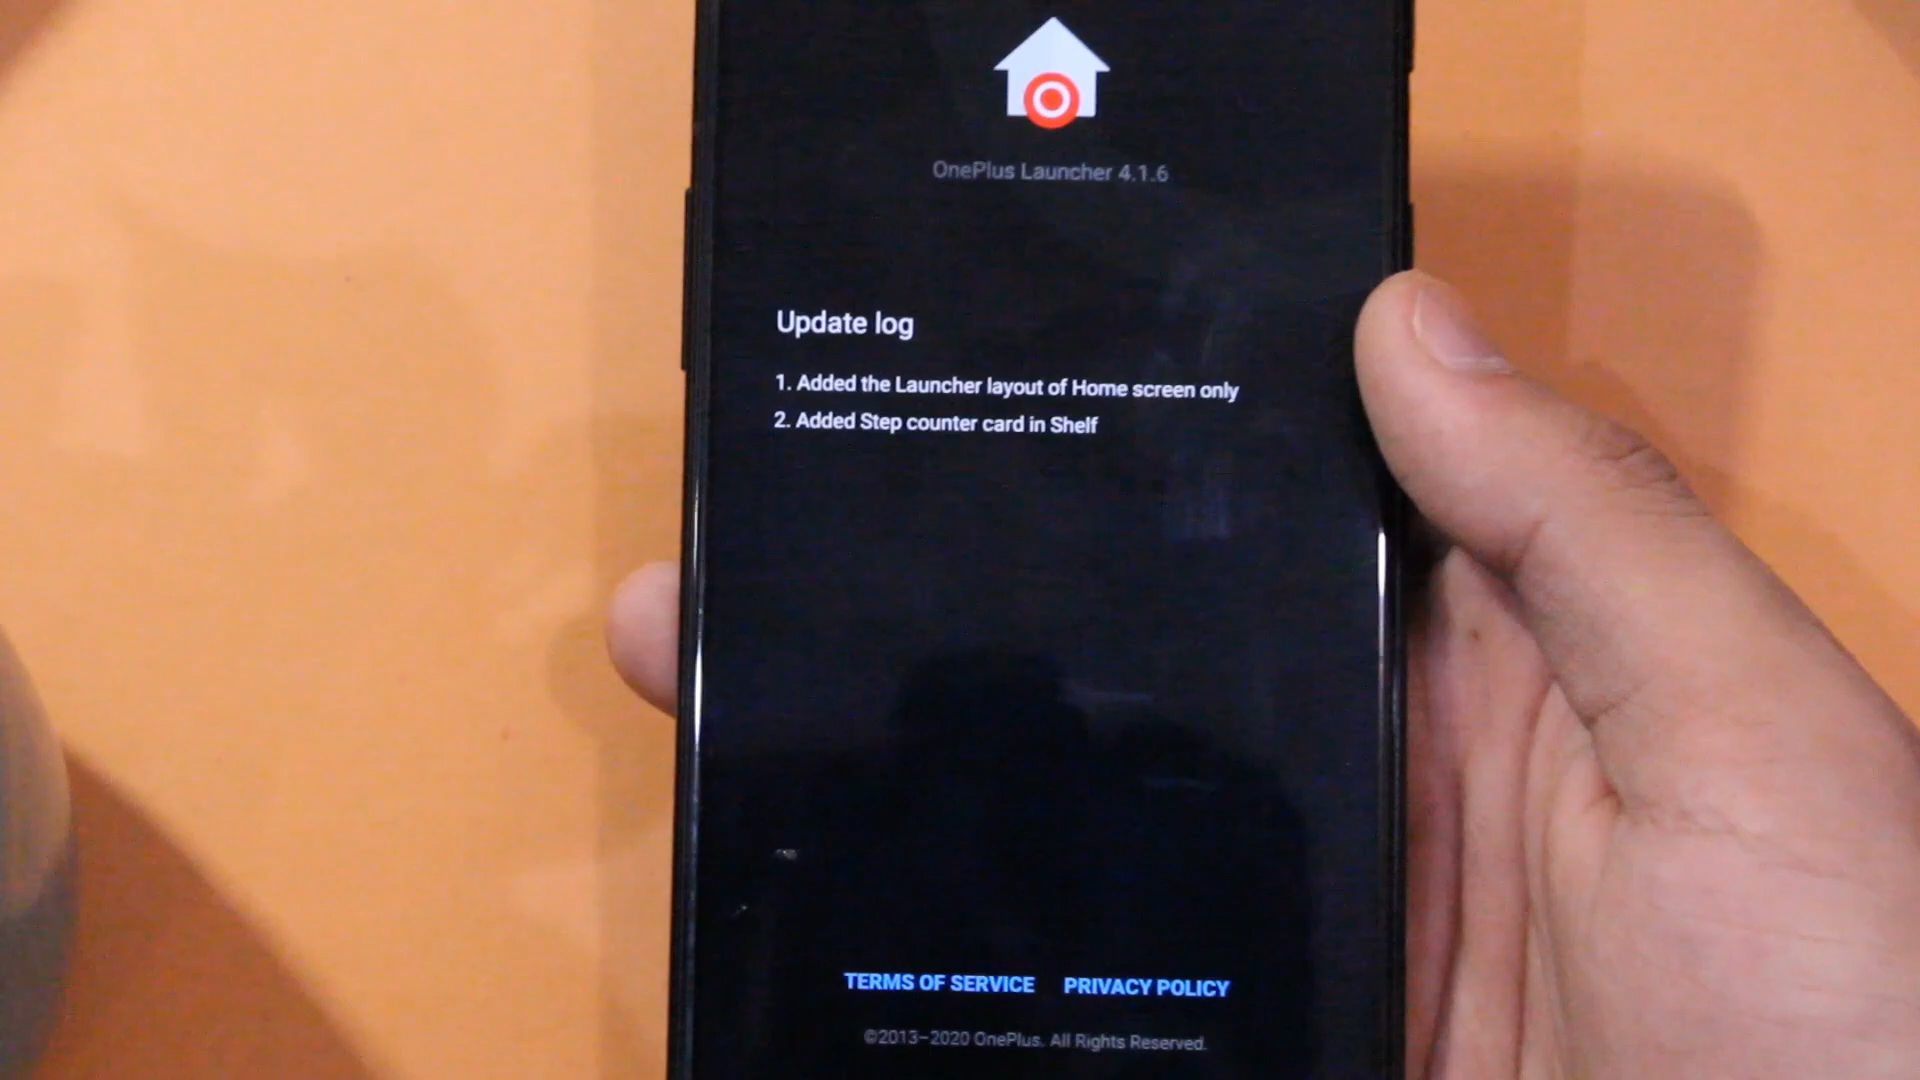 OnePlus Launcher 4.1.6
Update log
1. Added the Launcher layout of Home screen only
2. Added Step counter card in Shelf
TERMS OF SERVICE PRIVACY POLICY
©2013–2020 OnePlus. All Rights Reserved.